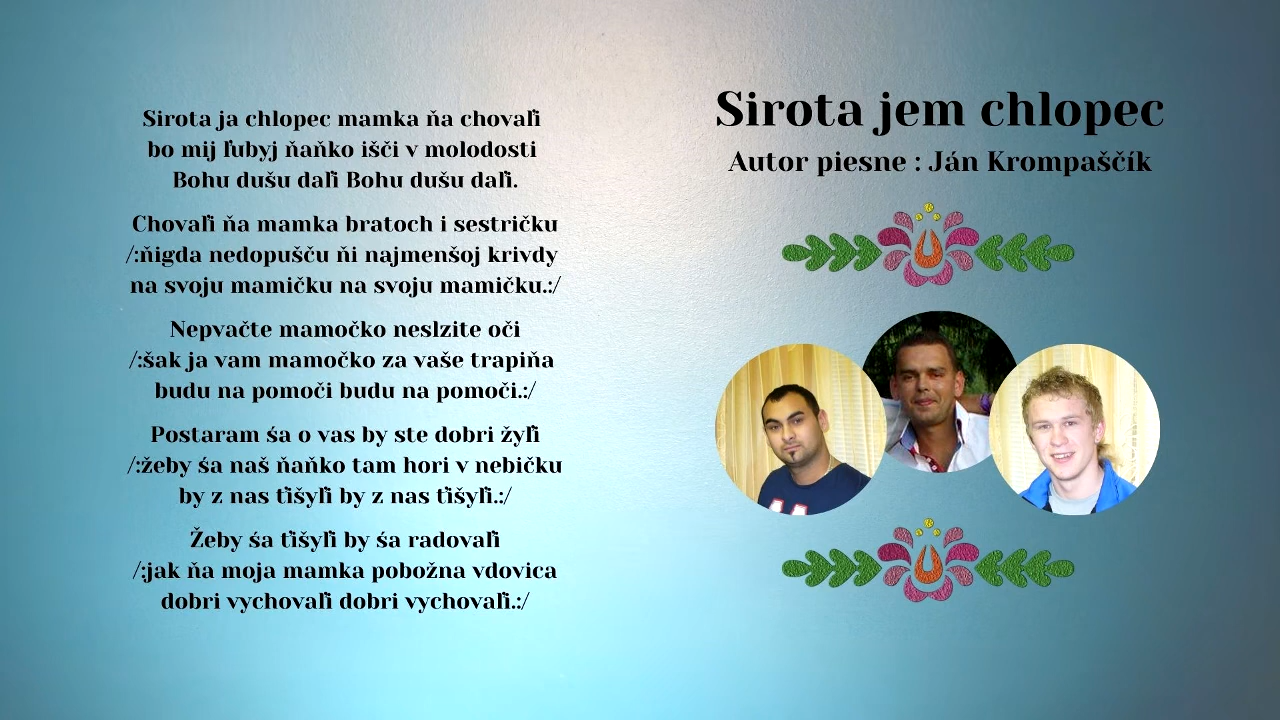 Sirota ja chlopec mamka ňa chovaľi
bo mij ľubyj ňaňko išči v molodosti
Bohu dušu daľi Bohu dušu daľi.
Chovaľi ňa mamka bratoch i sestričku
/:ňigda nedopušču ňi najmenšoj krivdy
na svoju mamičku na svoju mamičku.:/
Nepvačte mamočko neslzite oči
/:šak ja vam mamočko za vaše trapiňa
budu na pomoči budu na pomoči.:/
Postaram śa o vas by ste dobri žyľi
/:žeby śa naš ňaňko tam hori v nebičku
by z nas ťišyľi by z nas ťišyľi.:/
Žeby śa ťišyľi by śa radovaľi
/:jak ňa moja mamka pobožna vdovica
dobri vychovaľi dobri vychovaľi.:/
Sirota jem chlopec
Autor piesne : Ján Krompaščík